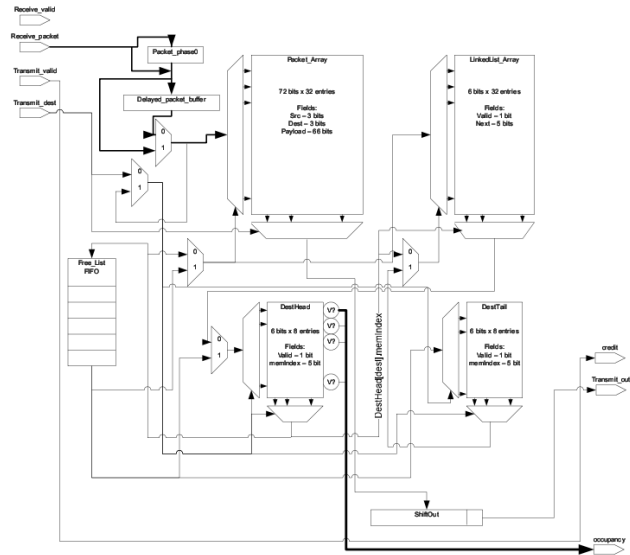 Receive_valid
Receive_packet
Transmit_valid
Transmit_dest
Packet_phase0
Delayed_packet_buffer
0
1
0
1
Packet_Array
72 bits x 32 entries
Fields:
Src – 3 bits
Dest – 3 bits
Payload – 66 bits
LinkedList_Array
6 bits x 32 entries
Fields:
Valid – 1 bit
Next – 5 bits
0
1
0
1
Free_List
FIFO
0
1
DestHead
6 bits x 8 entries
Fields:
Valid – 1 bit
memIndex – 5 bit
DestHead[dest].memIndex
DestTail
6 bits x 8 entries
Fields:
Valid – 1 bit
memIndex – 5 bit
credit
Transmit_out
ShiftOut
occupancy